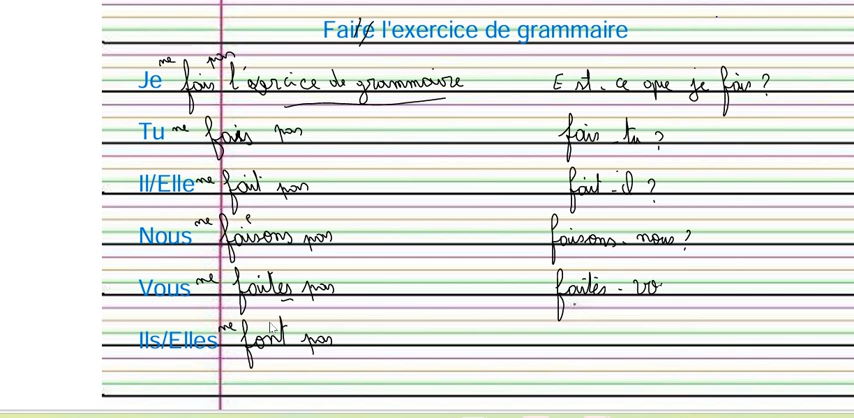 Faire l'exercice de grammaire
Je ne fais pas l'exercice de grammaire Est-ce que je fais?
Tu ne fais pas fais-tu?
Il/Elle ne fait pas fait-il?
Nous ne faisons pas faisons-nous?
Vous ne faites pas faites-vo
Ils/Elles ne font pas